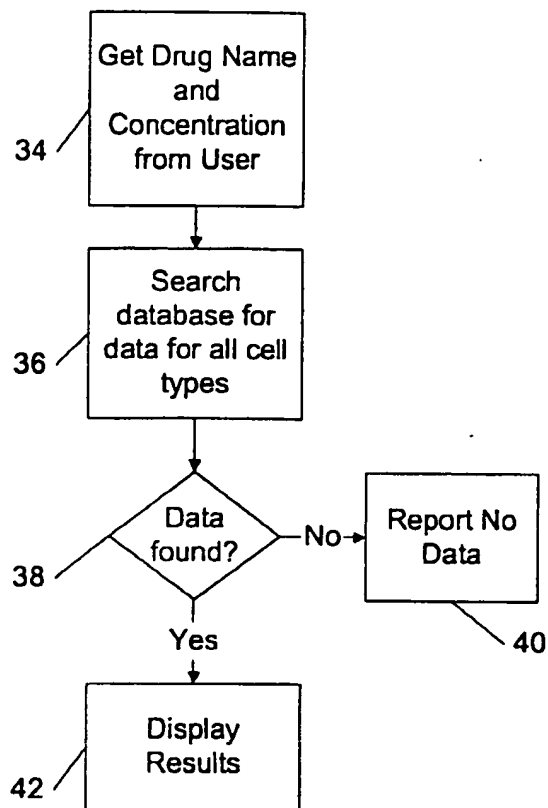 Get Drug Name
and
Concentration
from User
34
Search
database for
data for all cell
types
36
Data
found?
38
No
Report No
Data
40
Yes
Display
Results
42